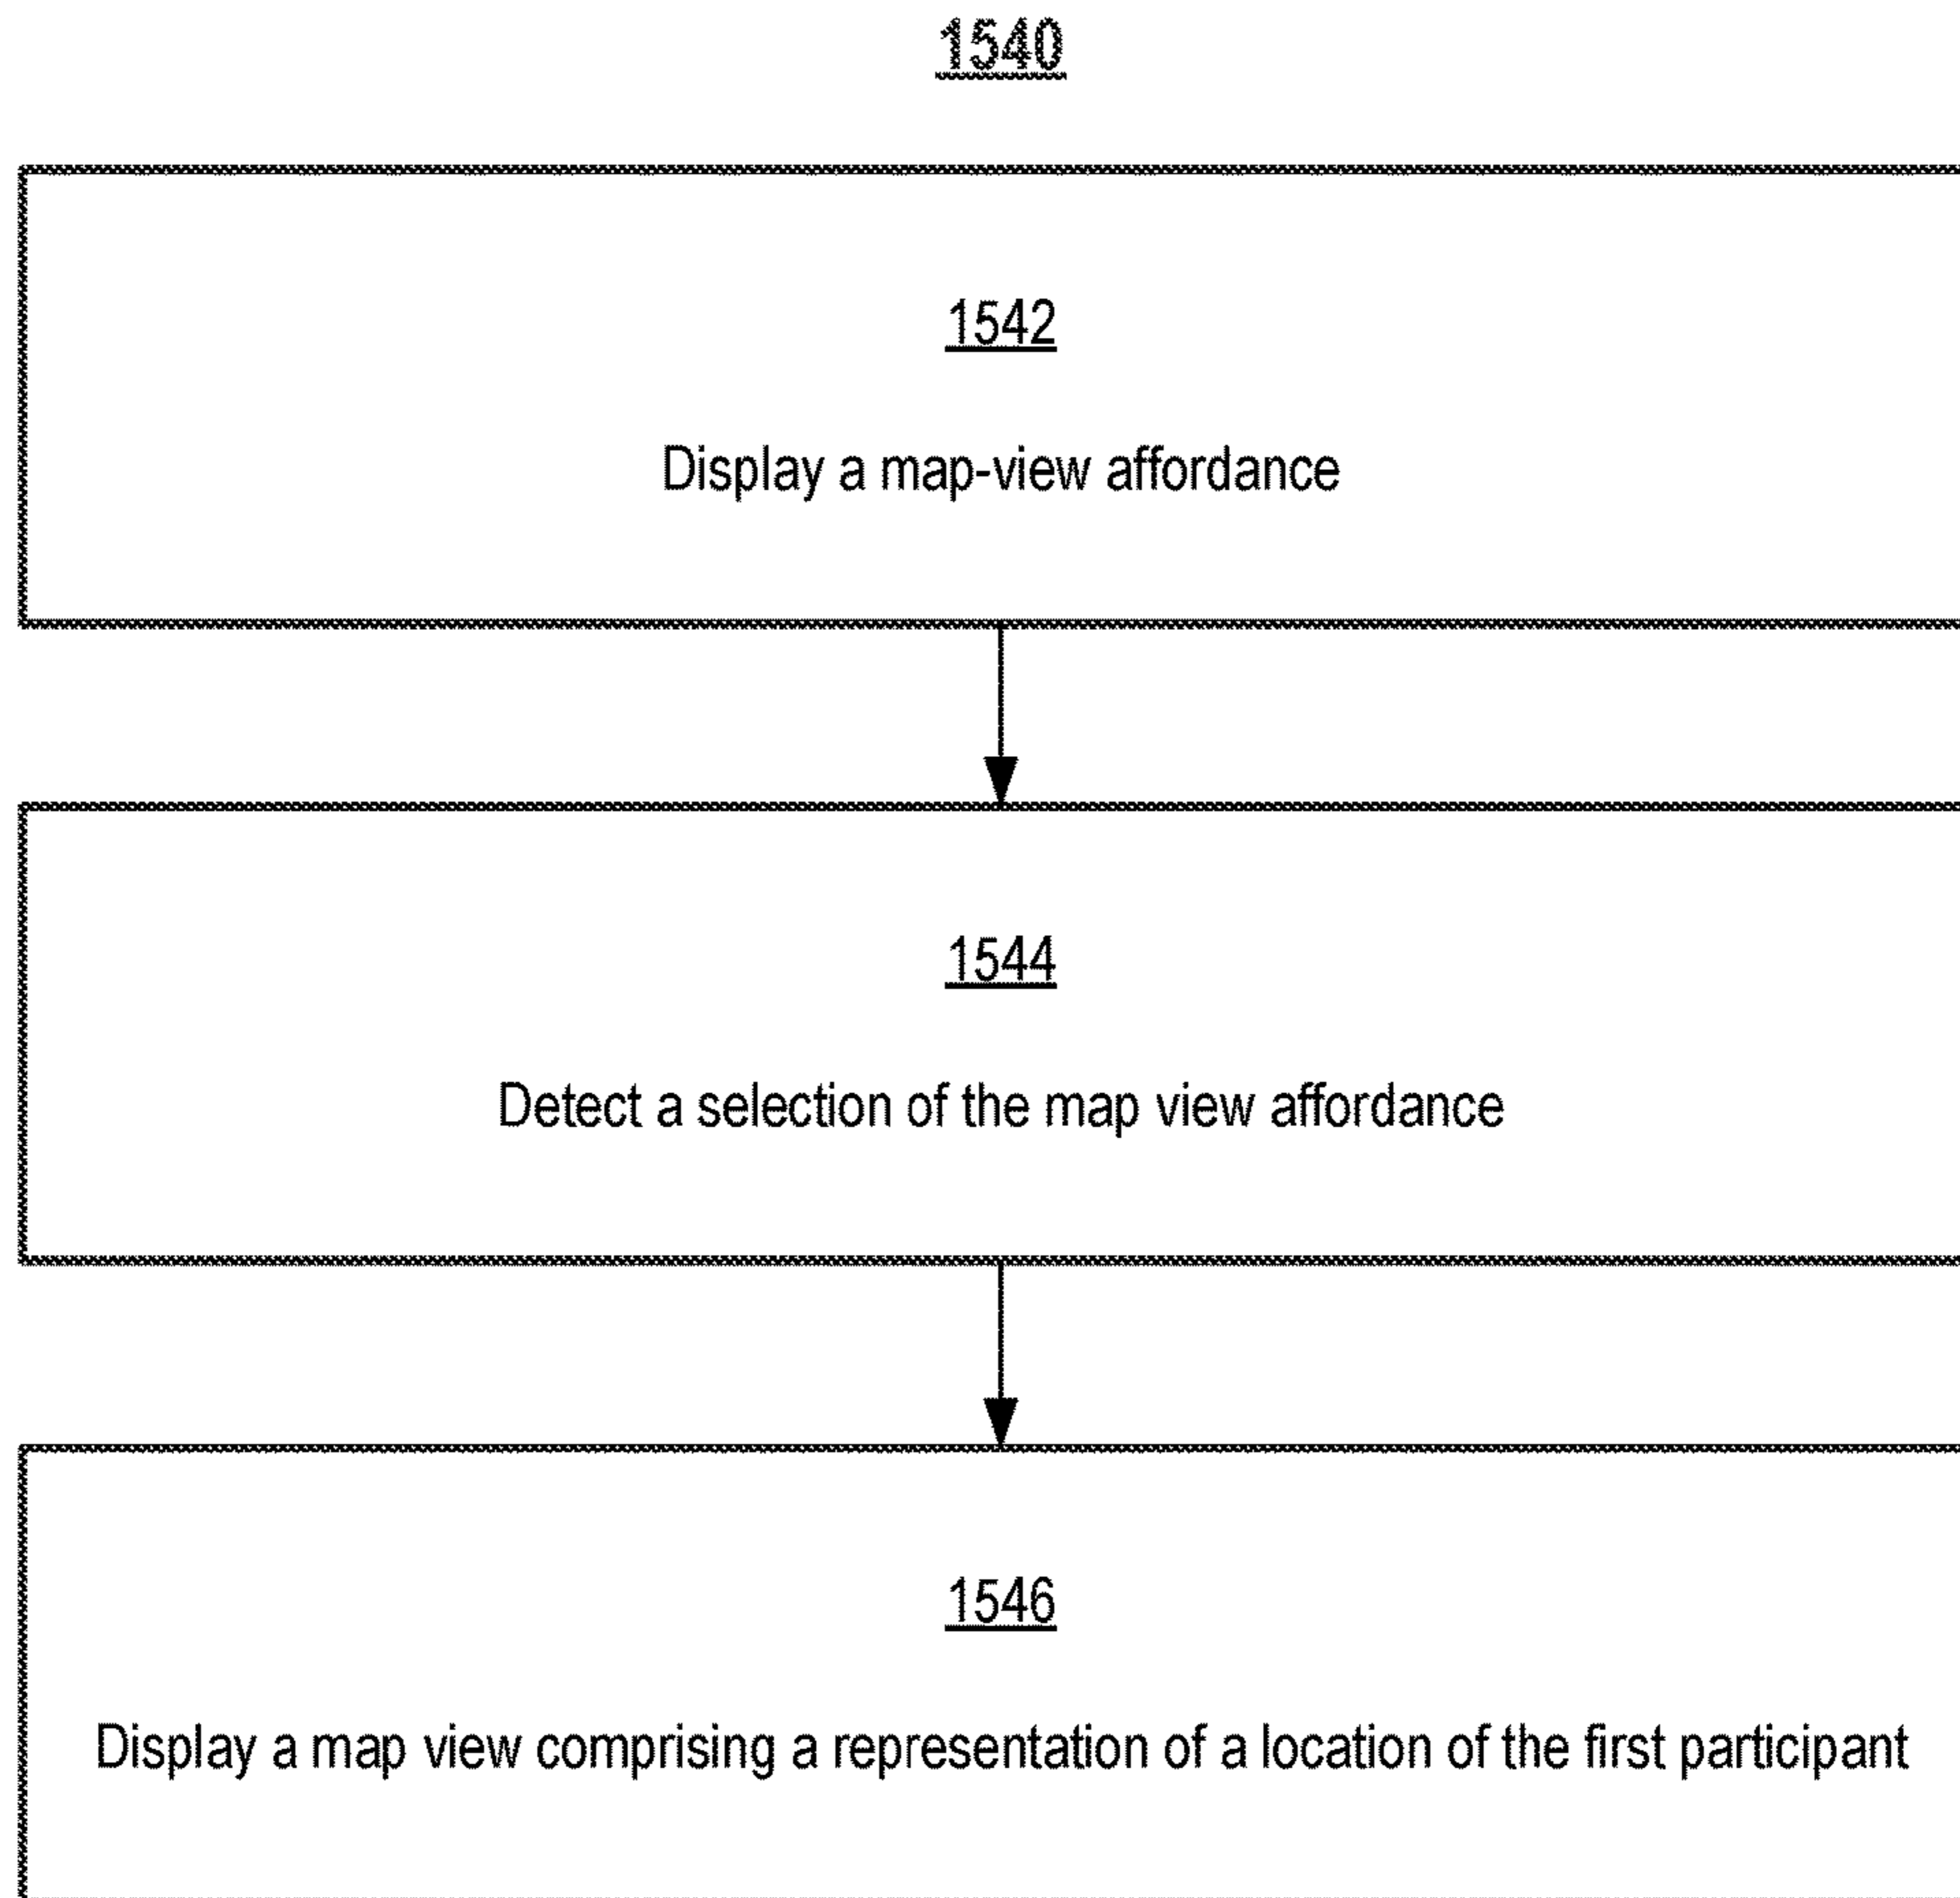 1540
1542
Display a map-view affordance
1544
Detect a selection of the map view affordance
1546
Display a map view comprising a representation of a location of the first participant